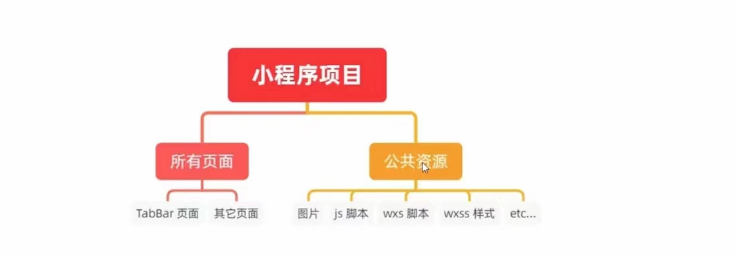 小程序项目
所有页面
公共资源
TabBar 页面
其它页面
图片
js 脚本
wxs 脚本
wxss 样式
etc...